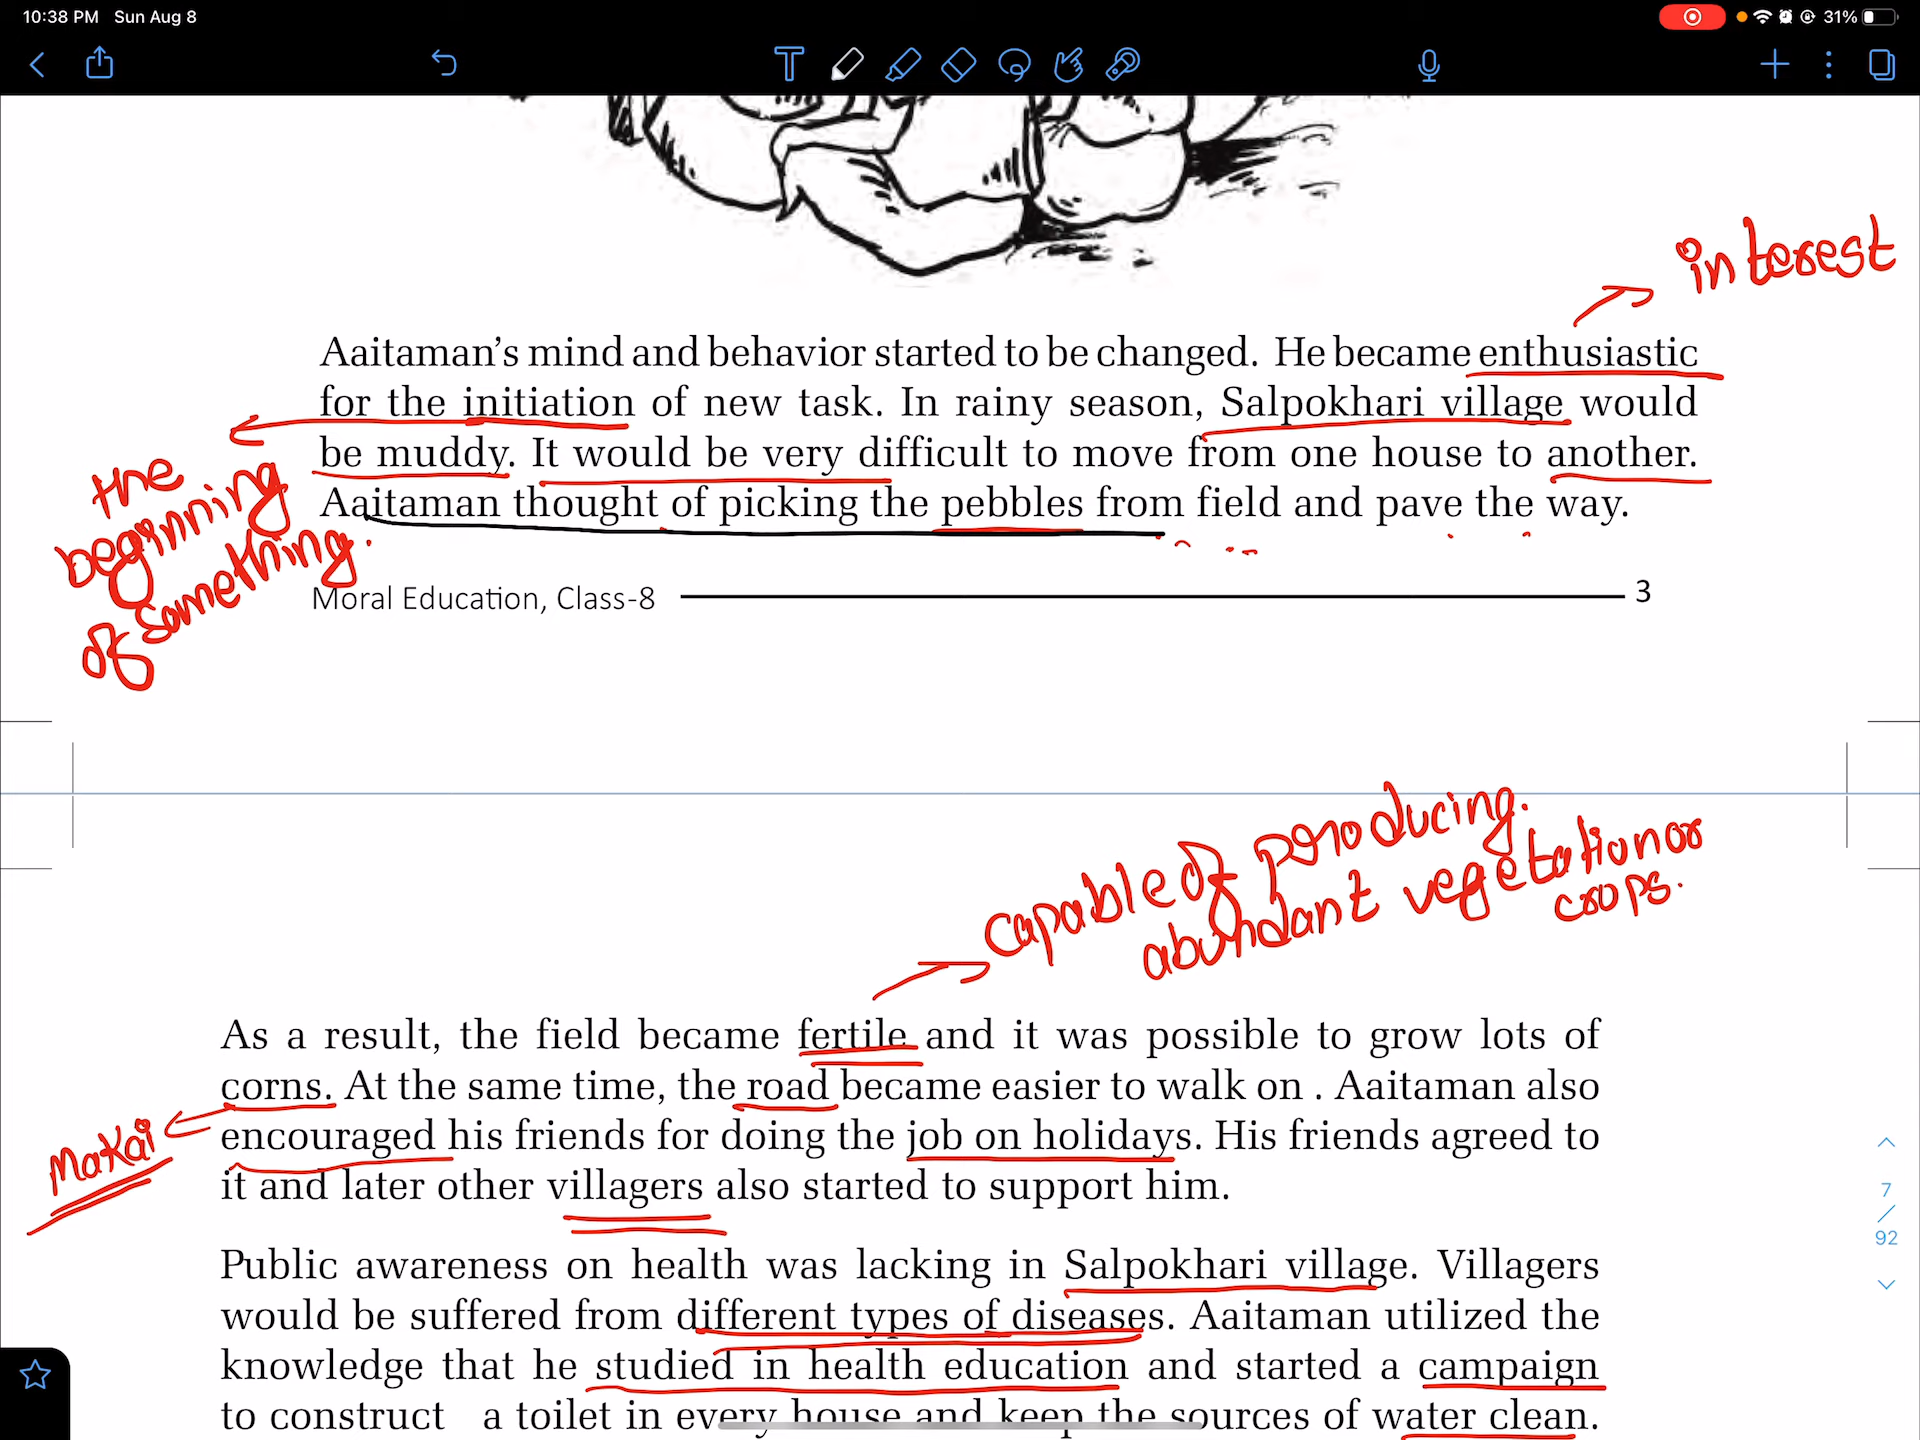 10:38 PM Sun Aug 8
31%
interest
Aaitaman’s mind and behavior started to be changed. He became enthusiastic
for the initiation of new task. In rainy season, Salpokhari village would
be muddy. It would be very difficult to move from one house to another.
Aaitaman thought of picking the pebbles from field and pave the way.
the
beginning
of something.
Moral Education, Class-8 3
capable of producing.
abundant vegetation or
crops.
As a result, the field became fertile and it was possible to grow lots of
corns. At the same time, the road became easier to walk on . Aaitaman also
encouraged his friends for doing the job on holidays. His friends agreed to
it and later other villagers also started to support him.
Makai
7
/
92
Public awareness on health was lacking in Salpokhari village. Villagers
would be suffered from different types of diseases. Aaitaman utilized the
knowledge that he studied in health education and started a campaign
to construct a toilet in every house and keep the sources of water clean.